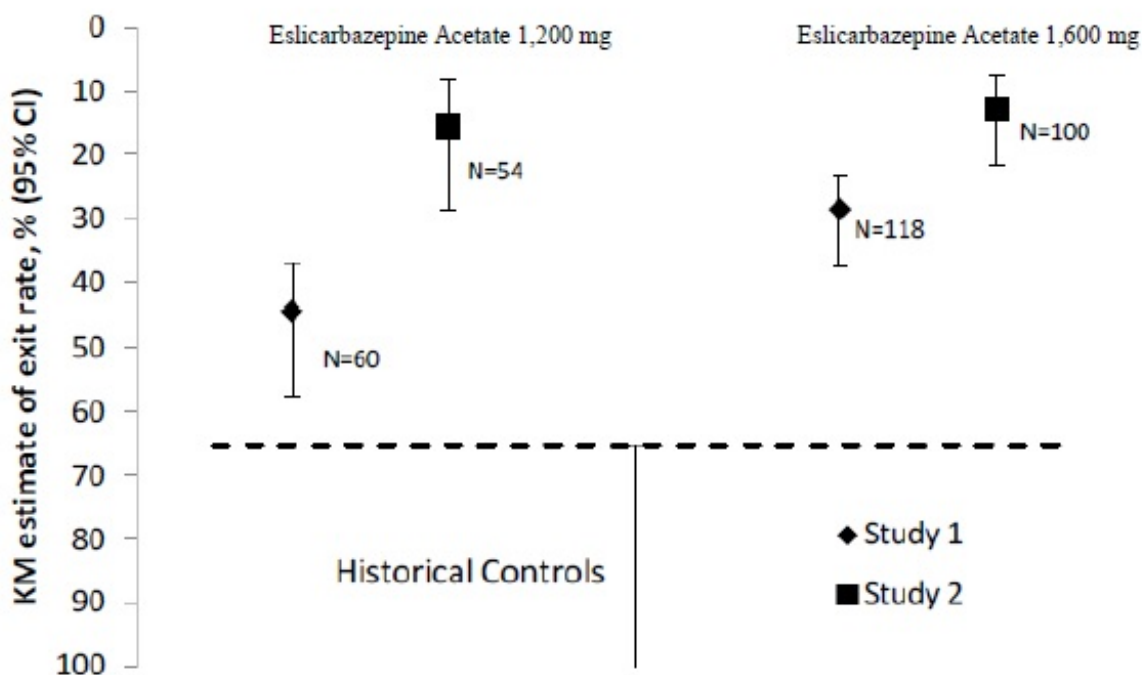 Eslicarbazepine Acetate 1,200 mg
Eslicarbazepine Acetate 1,600 mg
KM estimate of exit rate, % (95% CI)
0
10
20
30
40
50
60
70
80
90
100
N=60
N=54
N=118
N=100
Historical Controls
Study 1
Study 2